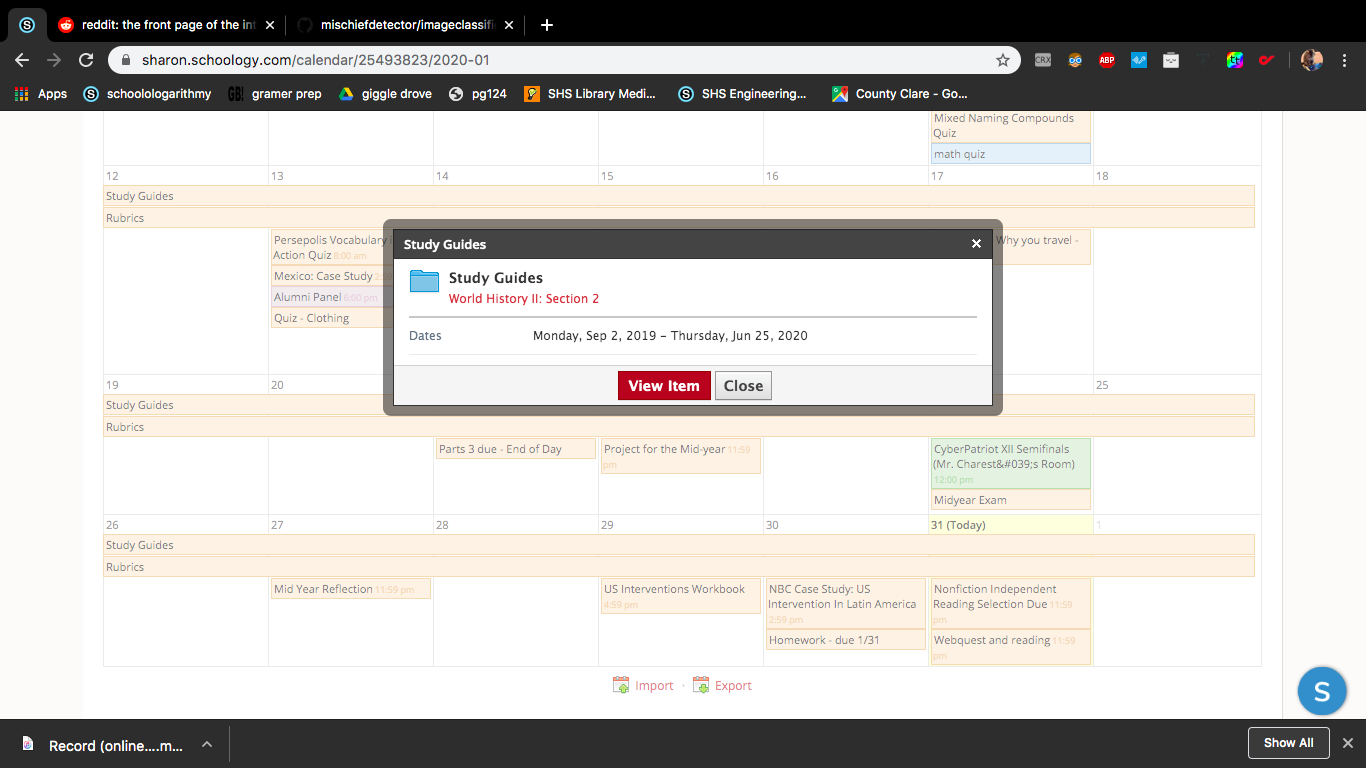 reddit: the front page of the int
mischiefdetector/imageclassifi
sharon.schoology.com/calendar/25493823/2020-01
CRX
ABP
Apps
S schoolologarithmy
GB! gramer prep
giggle drove
pg124
SHS Library Medi...
S SHS Engineering...
County Clare - Go...
Mixed Naming Compounds
Quiz
math quiz
12 13 14 15 16 17 18
Study Guides
Rubrics
Persepolis Vocabulary i
Action Quiz 8:00 am
Mexico: Case Study
Alumni Panel 6:00 pm
Quiz - Clothing
Why you travel -
Study Guides
Study Guides
World History II: Section 2
Dates Monday, Sep 2, 2019 – Thursday, Jun 25, 2020
View Item Close
19 20 25
Study Guides
Rubrics
Parts 3 due - End of Day
Project for the Mid-year 11:59
pm
CyberPatriot XII Semifinals
(Mr. Charest&#039;s Room)
12:00 pm
Midyear Exam
26 27 28 29 30 31 (Today) 1
Study Guides
Rubrics
Mid Year Reflection 11:59 pm
US Interventions Workbook
4:59 pm
NBC Case Study: US
Intervention In Latin America
2:59 pm
Homework - due 1/31
Nonfiction Independent
Reading Selection Due 11:59
pm
Webquest and reading 11:59
pm
Import · Export
S
Record (online....m...
Show All